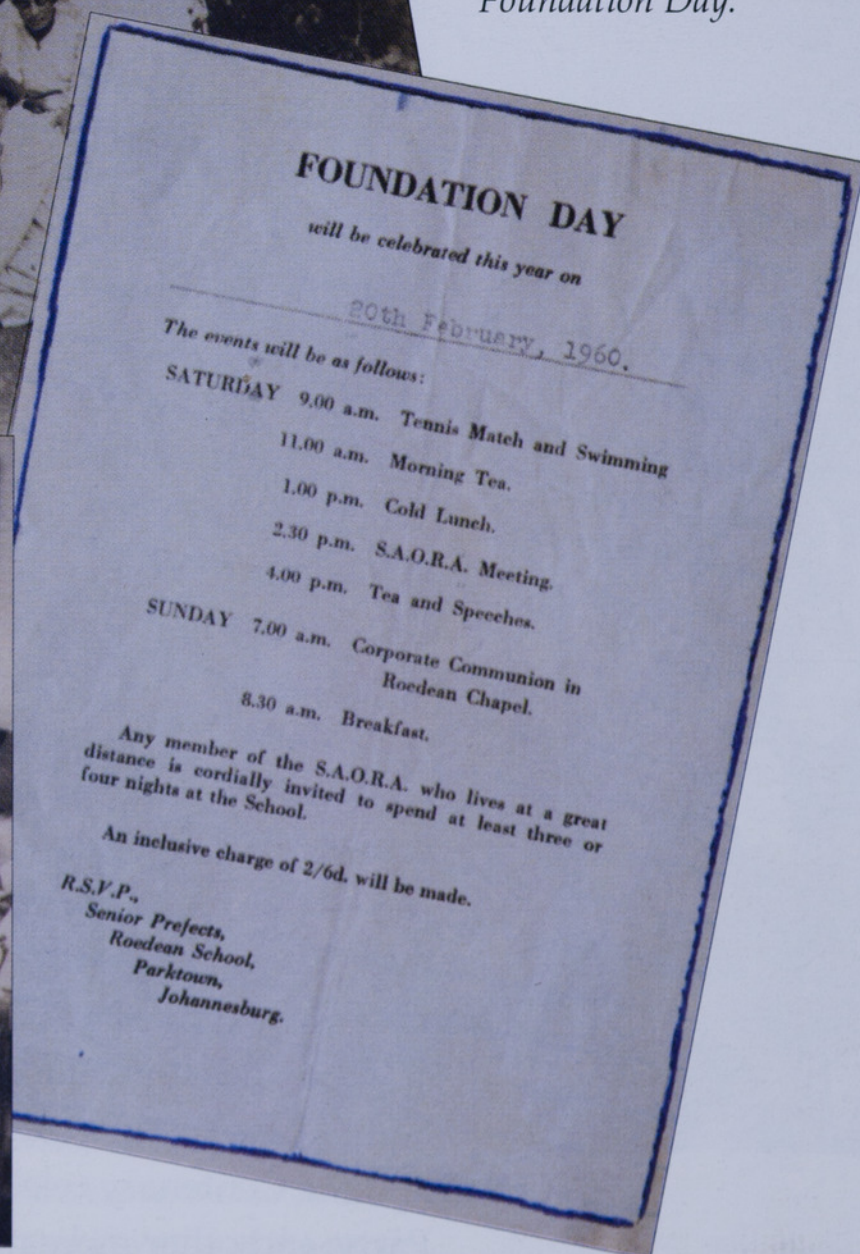 Foundation Day.
FOUNDATION DAY
will be celebrated this year on
20th February, 1960.
The events will be as follows:
SATURDAY 9.00 a.m. Tennis Match and Swimming
11.00 a.m. Morning Tea.
1.00 p.m. Cold Lunch.
2.30 p.m. S.A.O.R.A. Meeting.
4.00 p.m. Tea and Speeches.
SUNDAY 7.00 a.m. Corporate Communion in
Roedean Chapel.
8.30 a.m. Breakfast.
Any member of the S.A.O.R.A. who lives at a great
distance is cordially invited to spend at least three or
four nights at the School.
An inclusive charge of 2/6d. will be made.
R.S.V.P.,
Senior Prefects,
Roedean School,
Parktown,
Johannesburg.